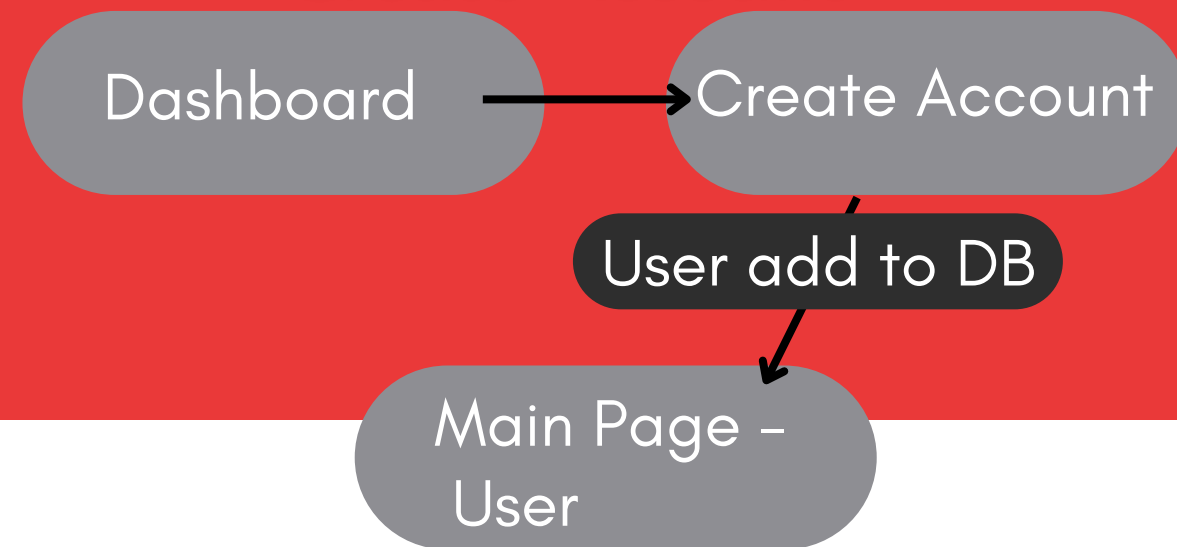 Dashboard
Create Account
User add to DB
Main Page -
User